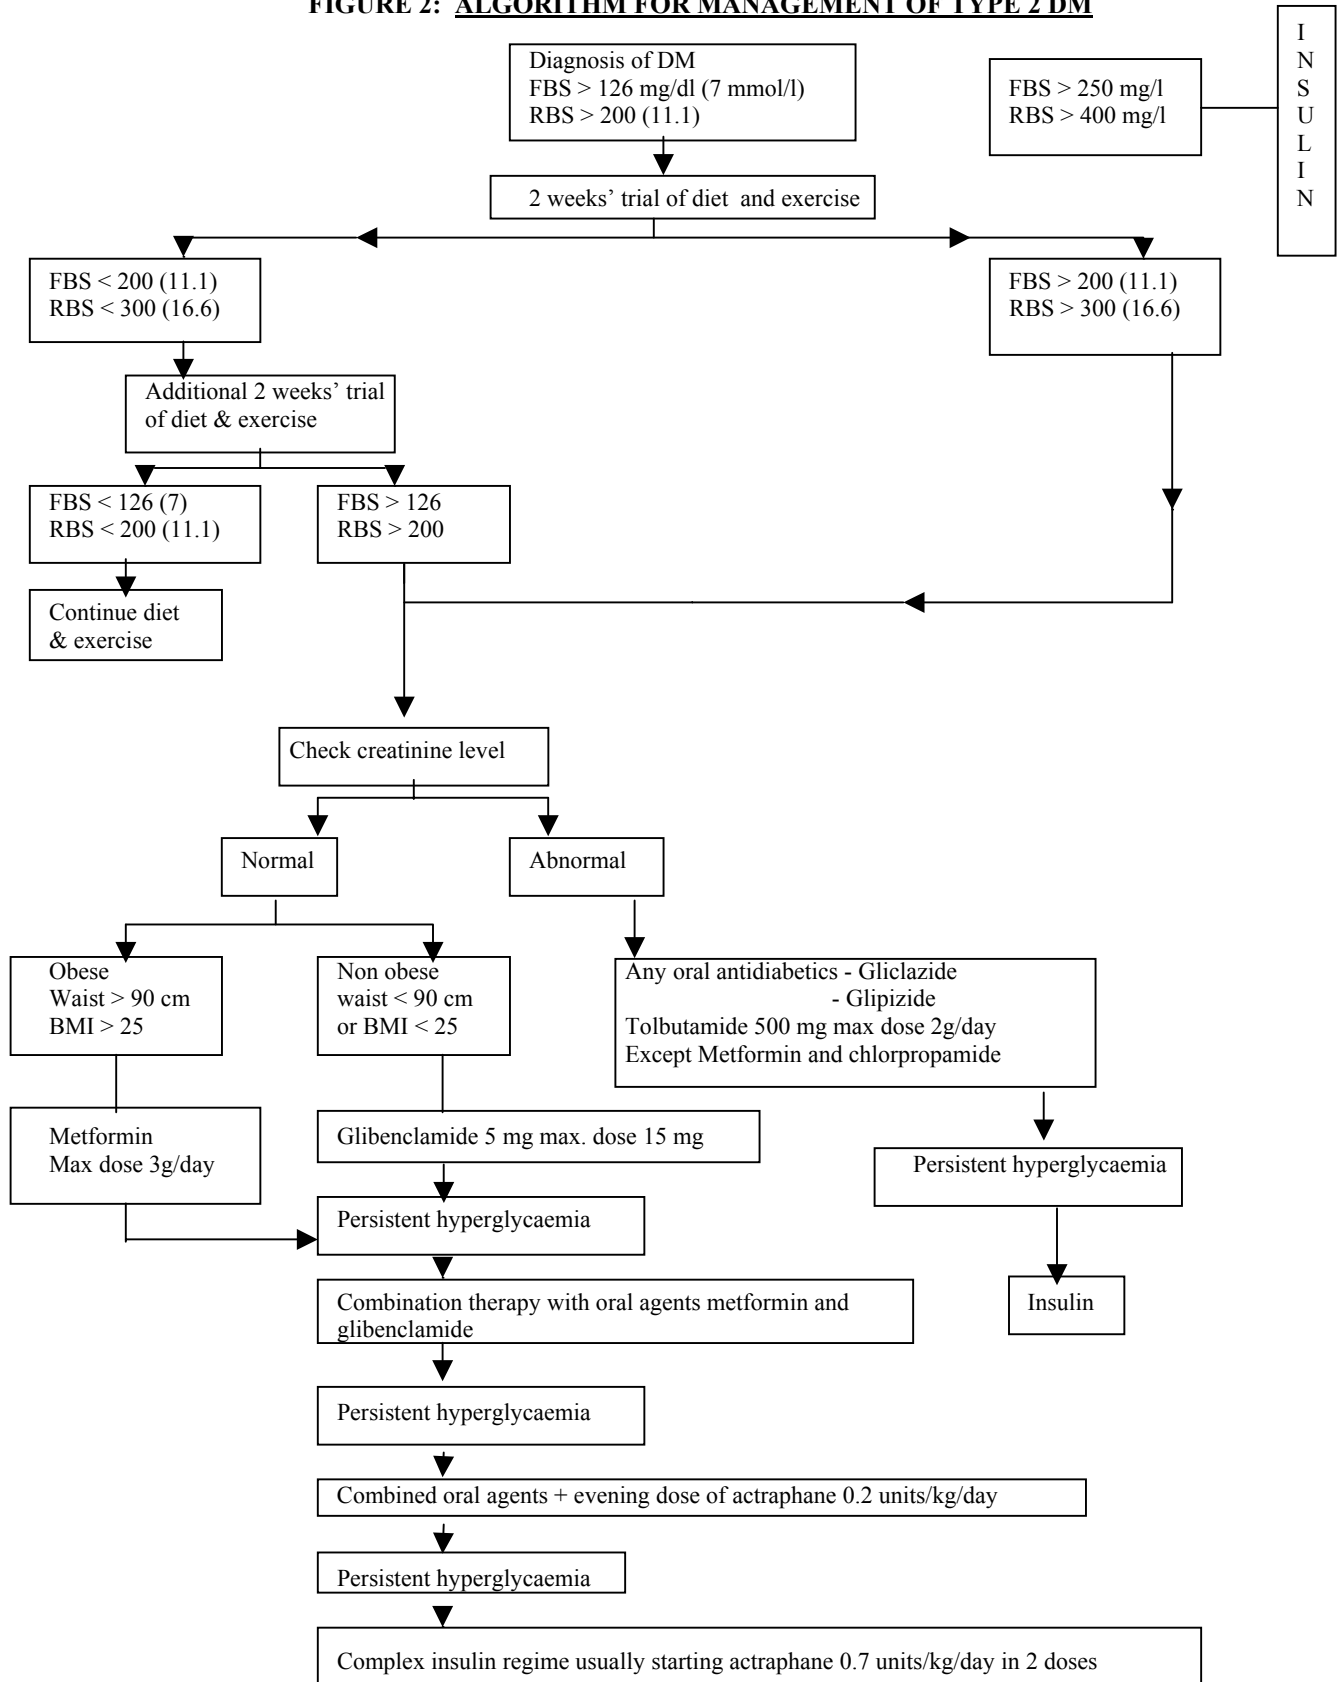 FIGURE 2: ALGORITHM FOR MANAGEMENT OF TYPE 2 DM
Diagnosis of DM
FBS > 126 mg/dl (7 mmol/l)
RBS > 200 (11.1)
FBS > 250 mg/l
RBS > 400 mg/l
I
N
S
U
L
I
N
2 weeks’ trial of diet and exercise
FBS < 200 (11.1)
RBS < 300 (16.6)
FBS > 200 (11.1)
RBS > 300 (16.6)
Additional 2 weeks’ trial
of diet & exercise
FBS < 126 (7)
RBS < 200 (11.1)
FBS > 126
RBS > 200
Continue diet
& exercise
Check creatinine level
Normal
Abnormal
Obese
Waist > 90 cm
BMI > 25
Non obese
waist < 90 cm
or BMI < 25
Any oral antidiabetics - Gliclazide
- Glipizide
Tolbutamide 500 mg max dose 2g/day
Except Metformin and chlorpropamide
Metformin
Max dose 3g/day
Glibenclamide 5 mg max. dose 15 mg
Persistent hyperglycaemia
Persistent hyperglycaemia
Combination therapy with oral agents metformin and
glibenclamide
Insulin
Persistent hyperglycaemia
Combined oral agents + evening dose of actraphane 0.2 units/kg/day
Persistent hyperglycaemia
Complex insulin regime usually starting actraphane 0.7 units/kg/day in 2 doses